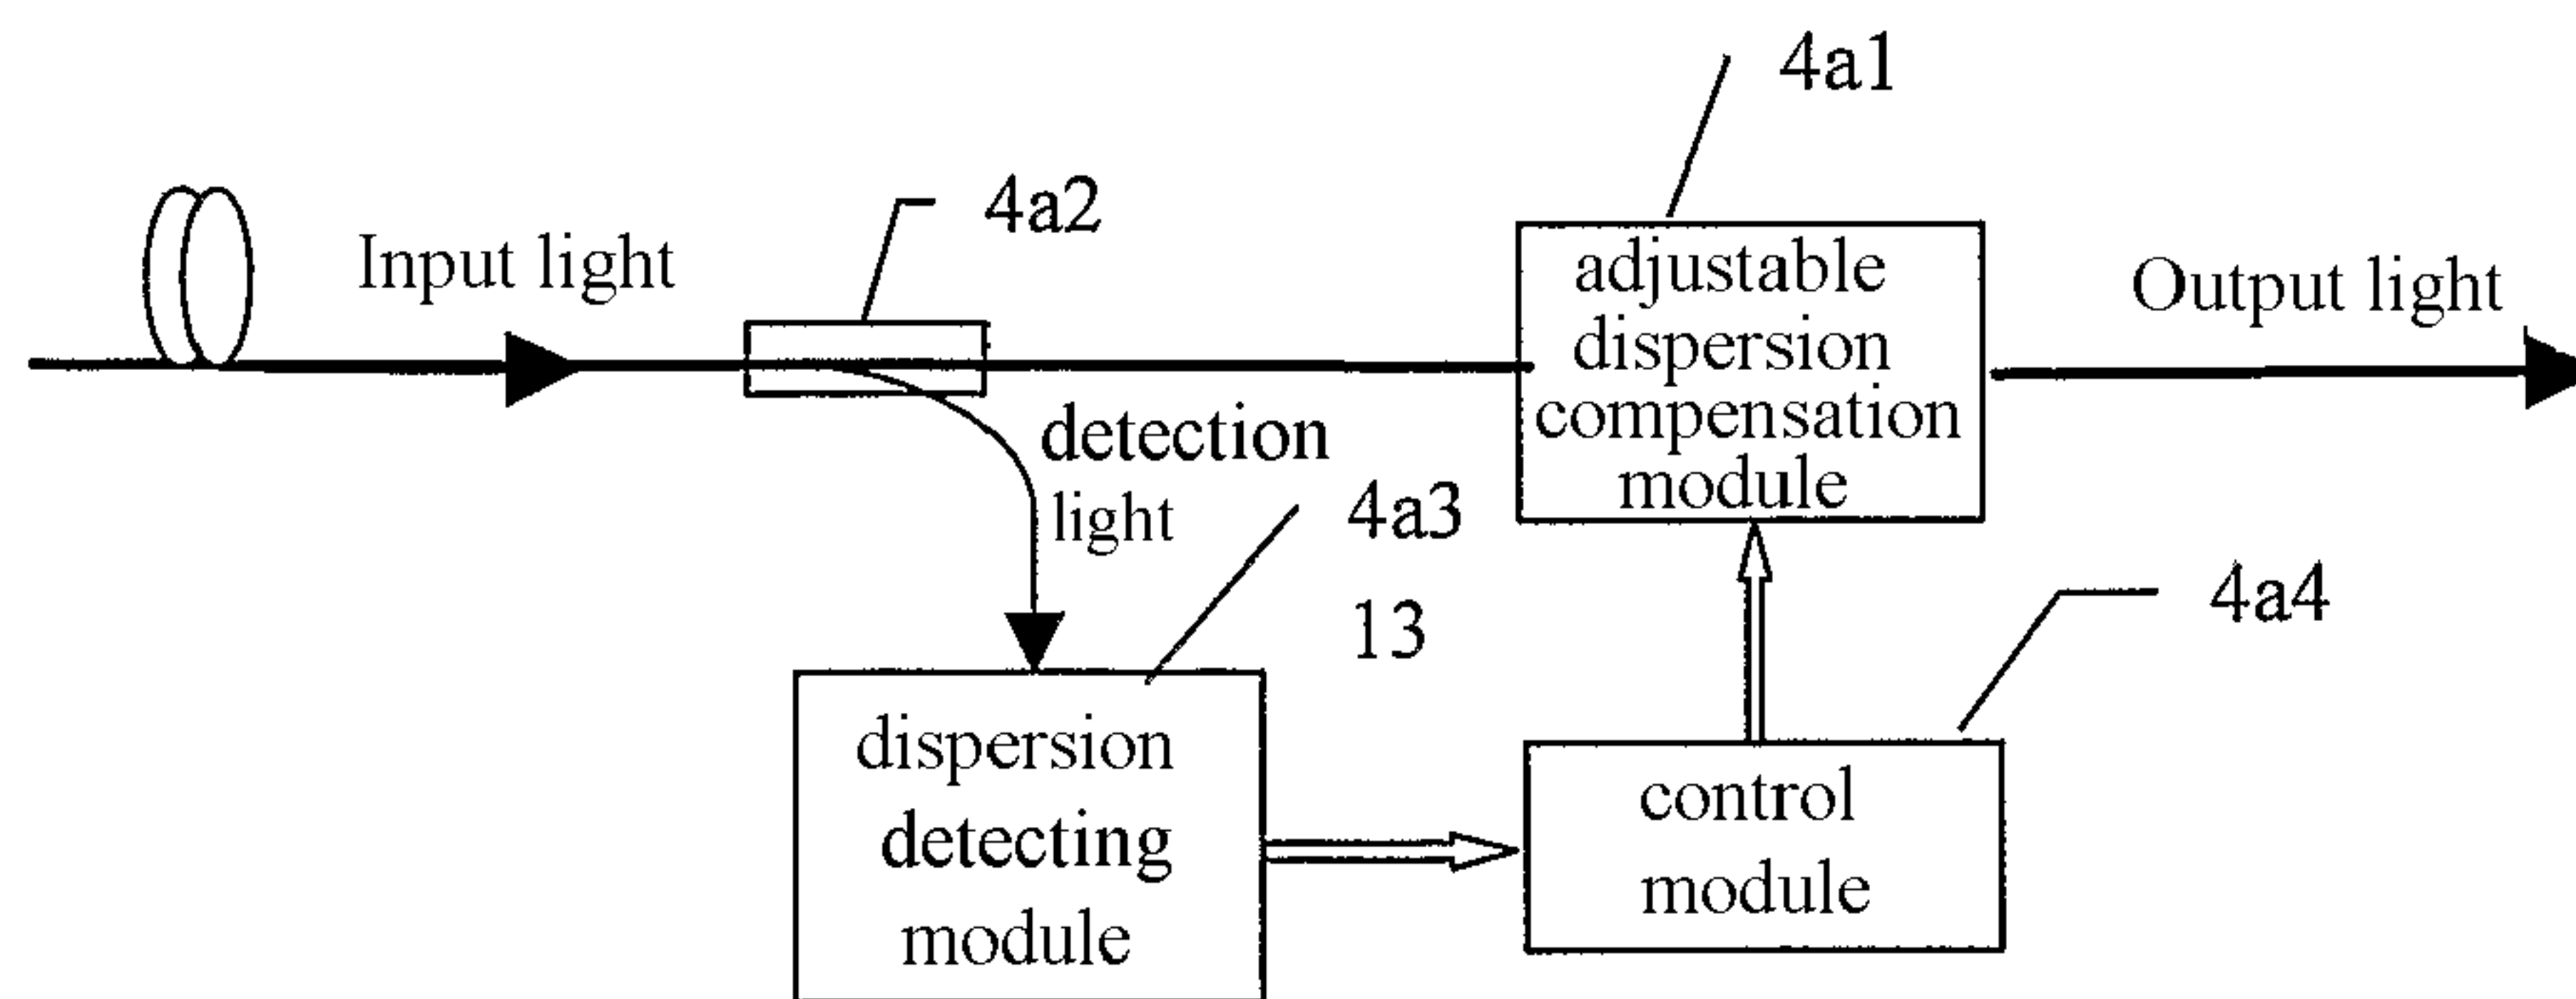 4a1
4a2
Input light
adjustable
dispersion
compensation
module
Output light
detection
light
4a3
13
4a4
dispersion
detecting
module
control
module